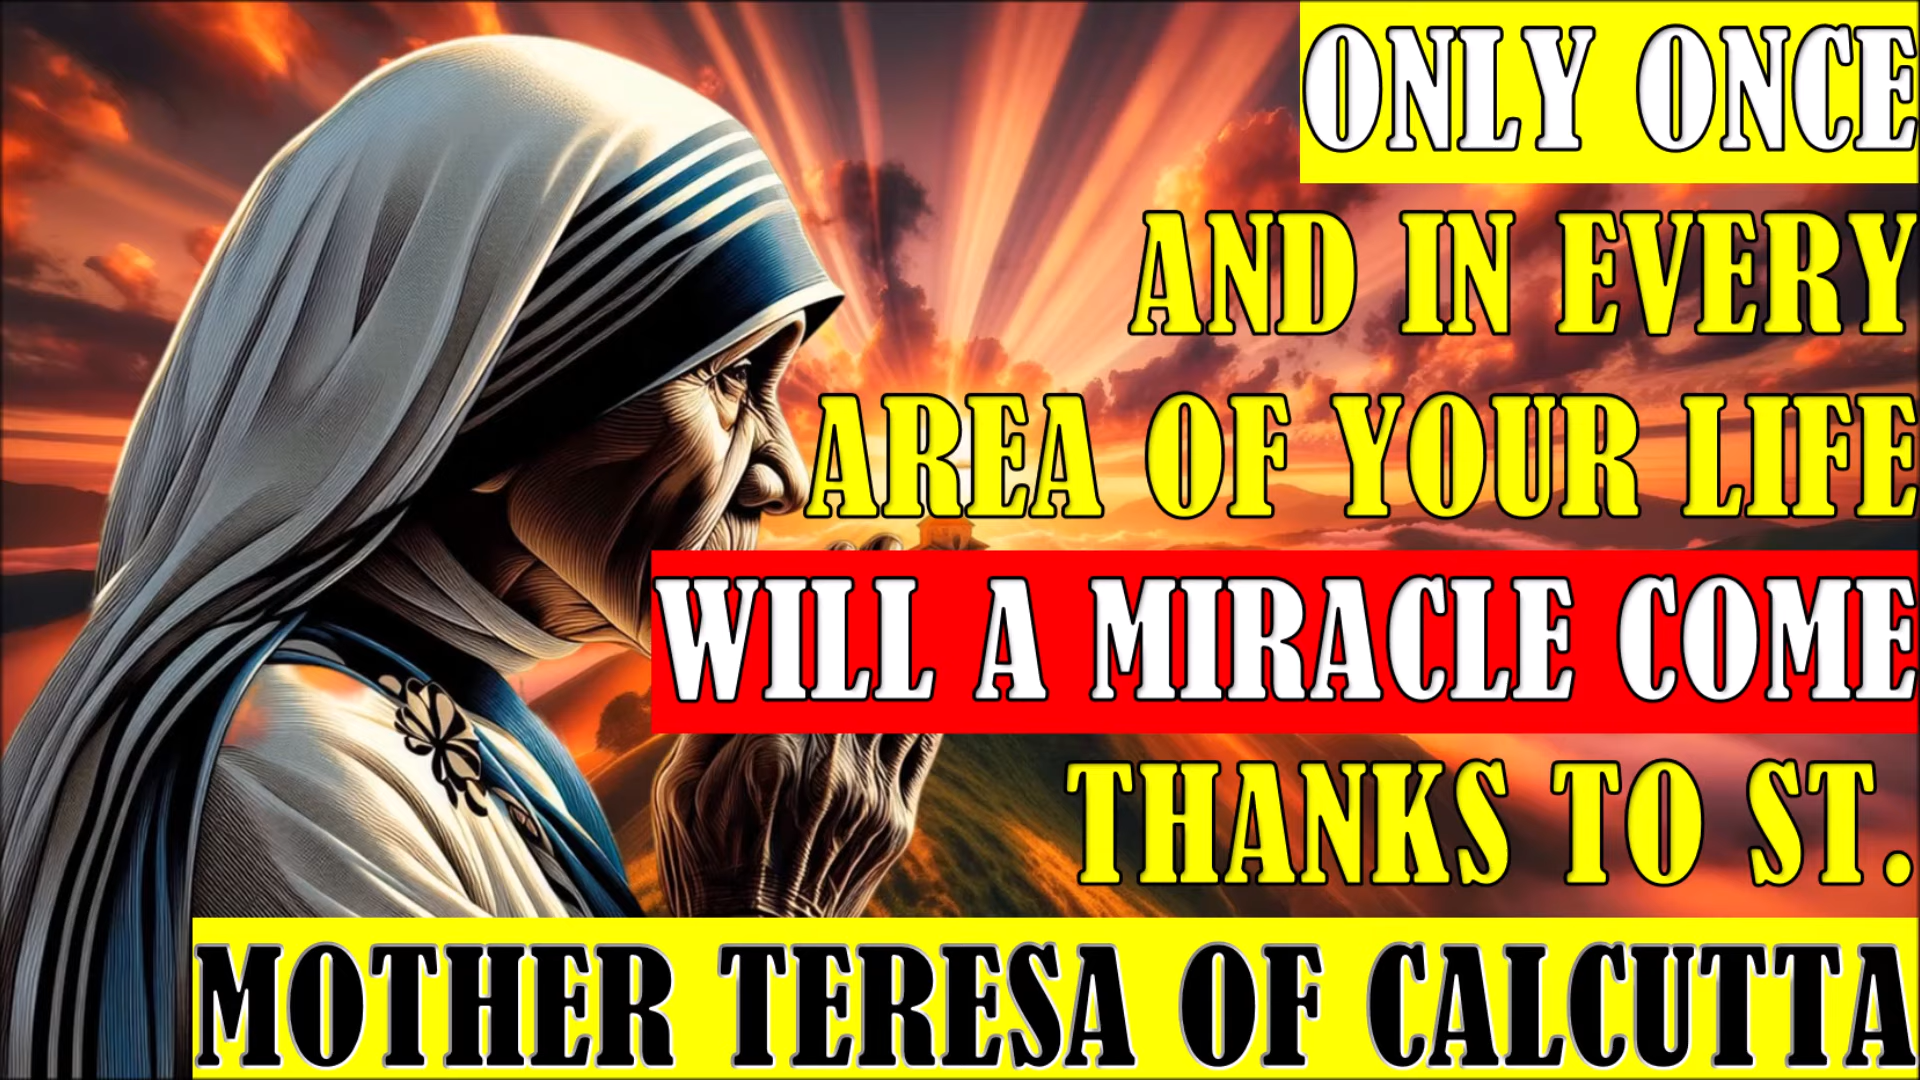 ONLY ONCE
AND IN EVERY
AREA OF YOUR LIFE
WILL A MIRACLE COME
THANKS TO ST.
MOTHER TERESA OF CALCUTTA